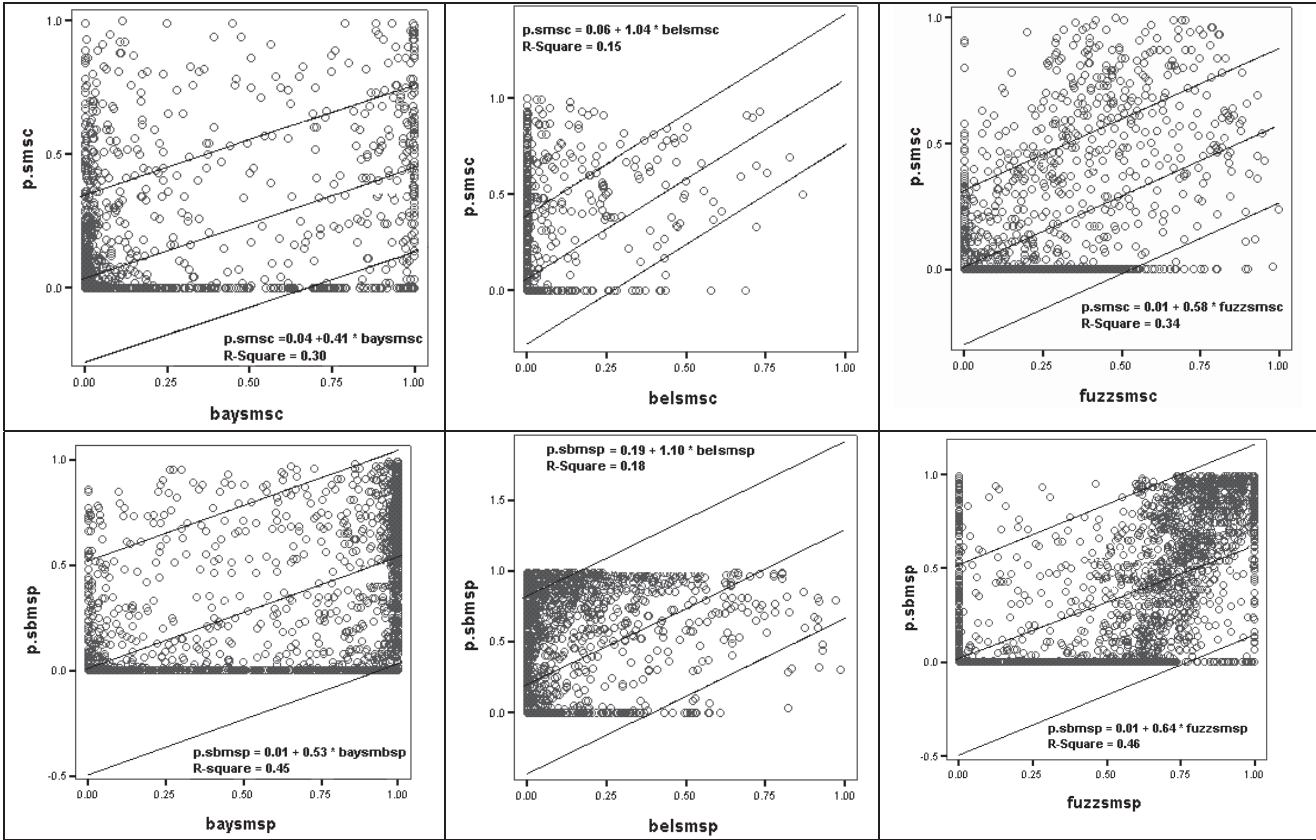 1.0
0.5
0.0
p.smsc
p.smsc =0.04 +0.41 * baysmsc
R-Square = 0.30
0.00 0.25 0.50 0.75 1.00
baysmsc
p.smsc = 0.06 + 1.04 * belsmsc
R-Square = 0.15
1.0
0.5
0.0
p.smsc
0.00 0.25 0.50 0.75 1.00
belsmsc
1.0
0.5
0.0
p.smsc
p.smsc = 0.01 + 0.58 * fuzzsmsc
R-Square = 0.34
0.00 0.25 0.50 0.75 1.00
fuzzsmsc
1.0
0.5
0.0
-0.5
p.sbmsp
p.sbmsp = 0.01 + 0.53 * baysmbsp
R-square = 0.45
0.00 0.25 0.50 0.75 1.00
baysmsp
p.sbmsp = 0.19 + 1.10 * belsmsp
R-Square = 0.18
1.5
1.0
0.5
0.0
p.sbmsp
0.00 0.25 0.50 0.75 1.00
belsmsp
1.0
0.5
0.0
-0.5
p.sbmsp
p.sbmsp = 0.01 + 0.64 * fuzzsmsp
R-Square = 0.46
0.00 0.25 0.50 0.75 1.00
fuzzsmsp